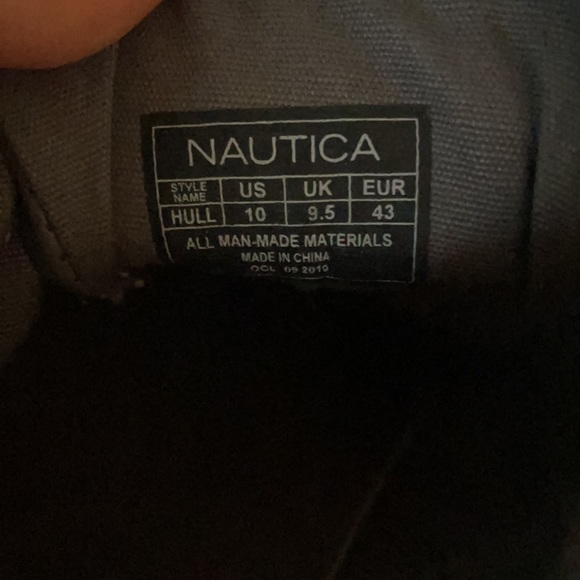 NAUTICA
STYLE NAME US UK EUR
HULL 10 9.5 43
ALL MAN-MADE MATERIALS
MADE IN CHINA
OCL 09 2019